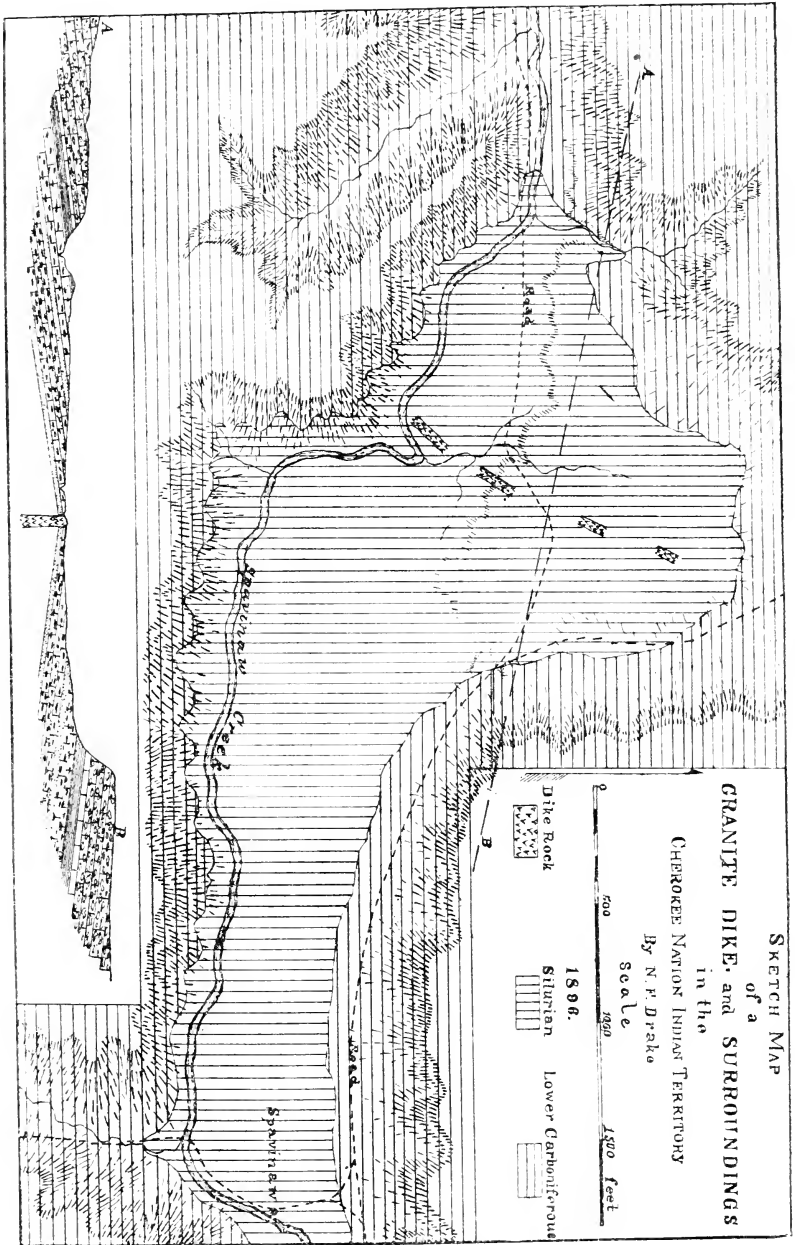 SKETCH MAP
of a
GRANITE DIKE. and SURROUNDINGS
in the
CHEROKEE NATION INDIAN TERRITORY
By N. F. Drake
Scale
0 500 1000 1500 feet
1896.
Dike Rock
Silurian
Lower Carboniferous
A
B
Road
Road
Spavinaw Creek
Spavinaw
A
B